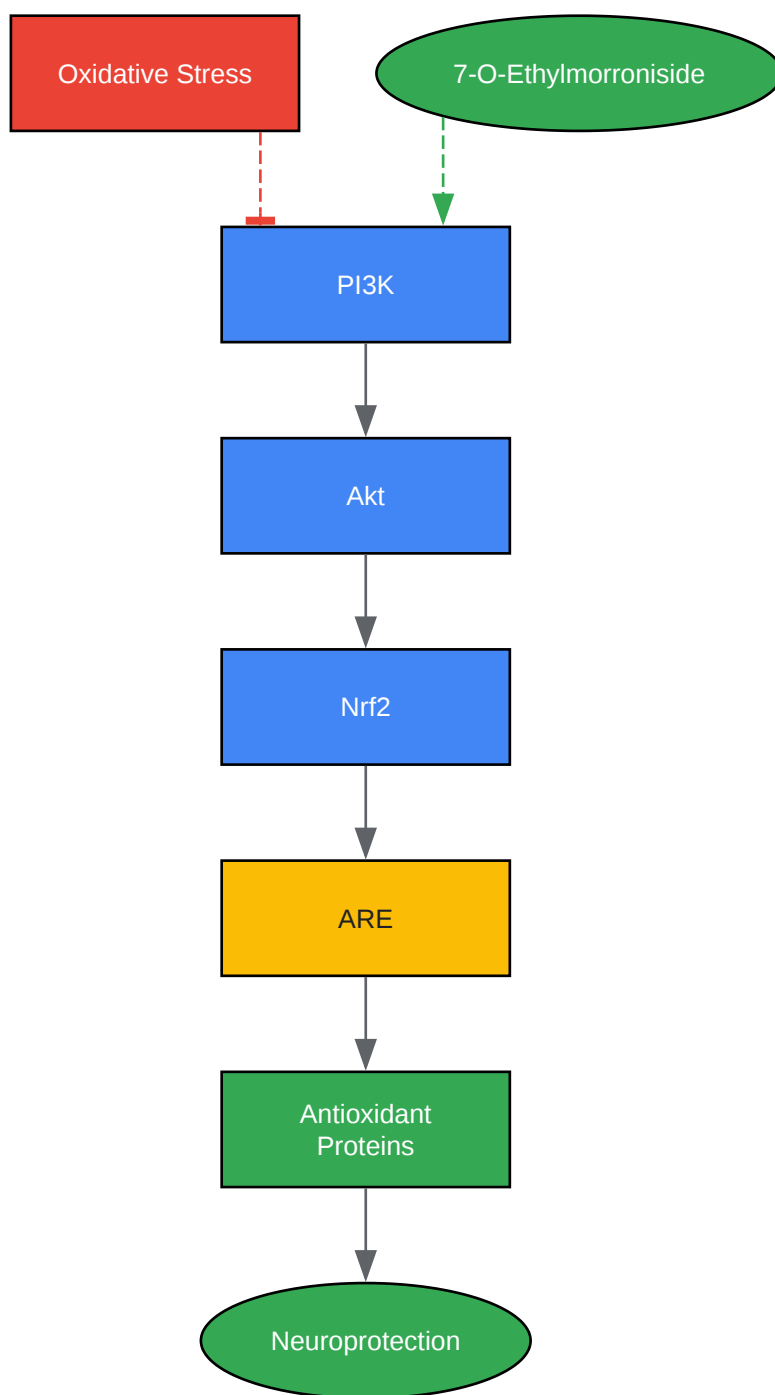 Oxidative Stress
7-O-Ethylmorroniside
PI3K
Akt
Nrf2
ARE
Antioxidant
Proteins
Neuroprotection